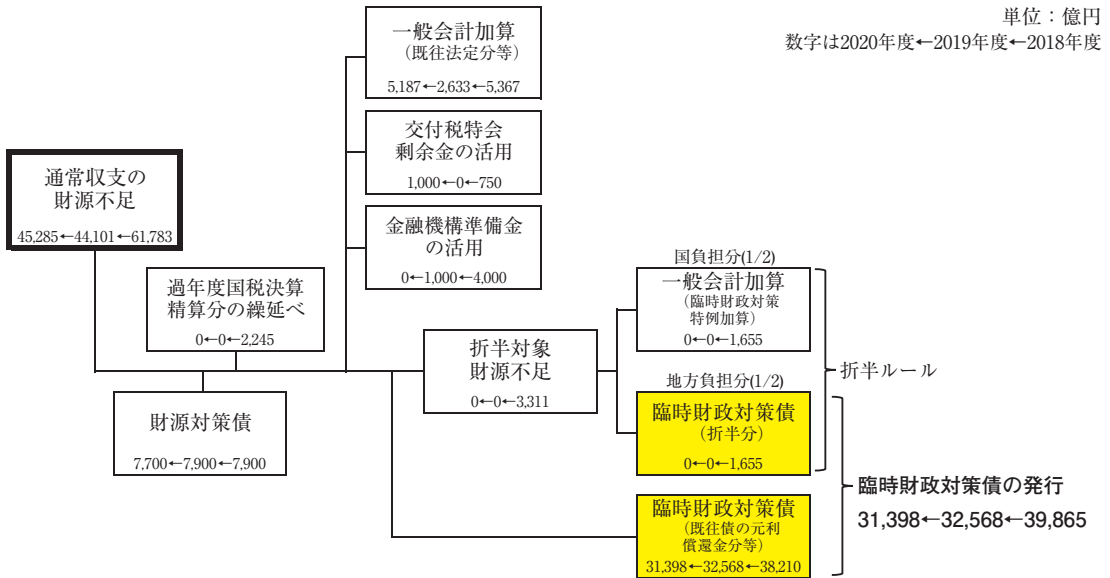 単位：億円
数字は2020年度←2019年度←2018年度
一般会計加算
（既往法定分等）
5,187←2,633←5,367
交付税特会
剰余金の活用
1,000←0←750
通常収支の
財源不足
45,285←44,101←61,783
金融機構準備金
の活用
0←1,000←4,000
過年度国税決算
精算分の繰延べ
0←0←2,245
国負担分(1/2)
一般会計加算
（臨時財政対策
特例加算）
0←0←1,655
折半対象
財源不足
0←0←3,311
折半ルール
地方負担分(1/2)
臨時財政対策債
（折半分）
0←0←1,655
財源対策債
7,700←7,900←7,900
臨時財政対策債の発行
31,398←32,568←39,865
臨時財政対策債
（既往債の元利
償還金分等）
31,398←32,568←38,210